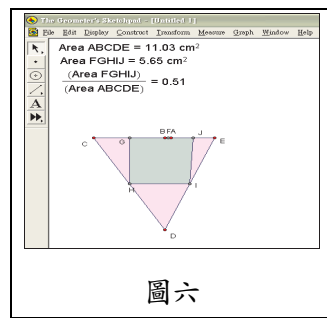 The Geometer's Sketchpad - [Untitled 1]
File Edit Display Construct Transform Measure Graph Window Help
Area ABCDE = 11.03 cm²
Area FGHIJ = 5.65 cm²
(Area FGHIJ)
(Area ABCDE) = 0.51
C G B F A J E
H I
D
A
圖六